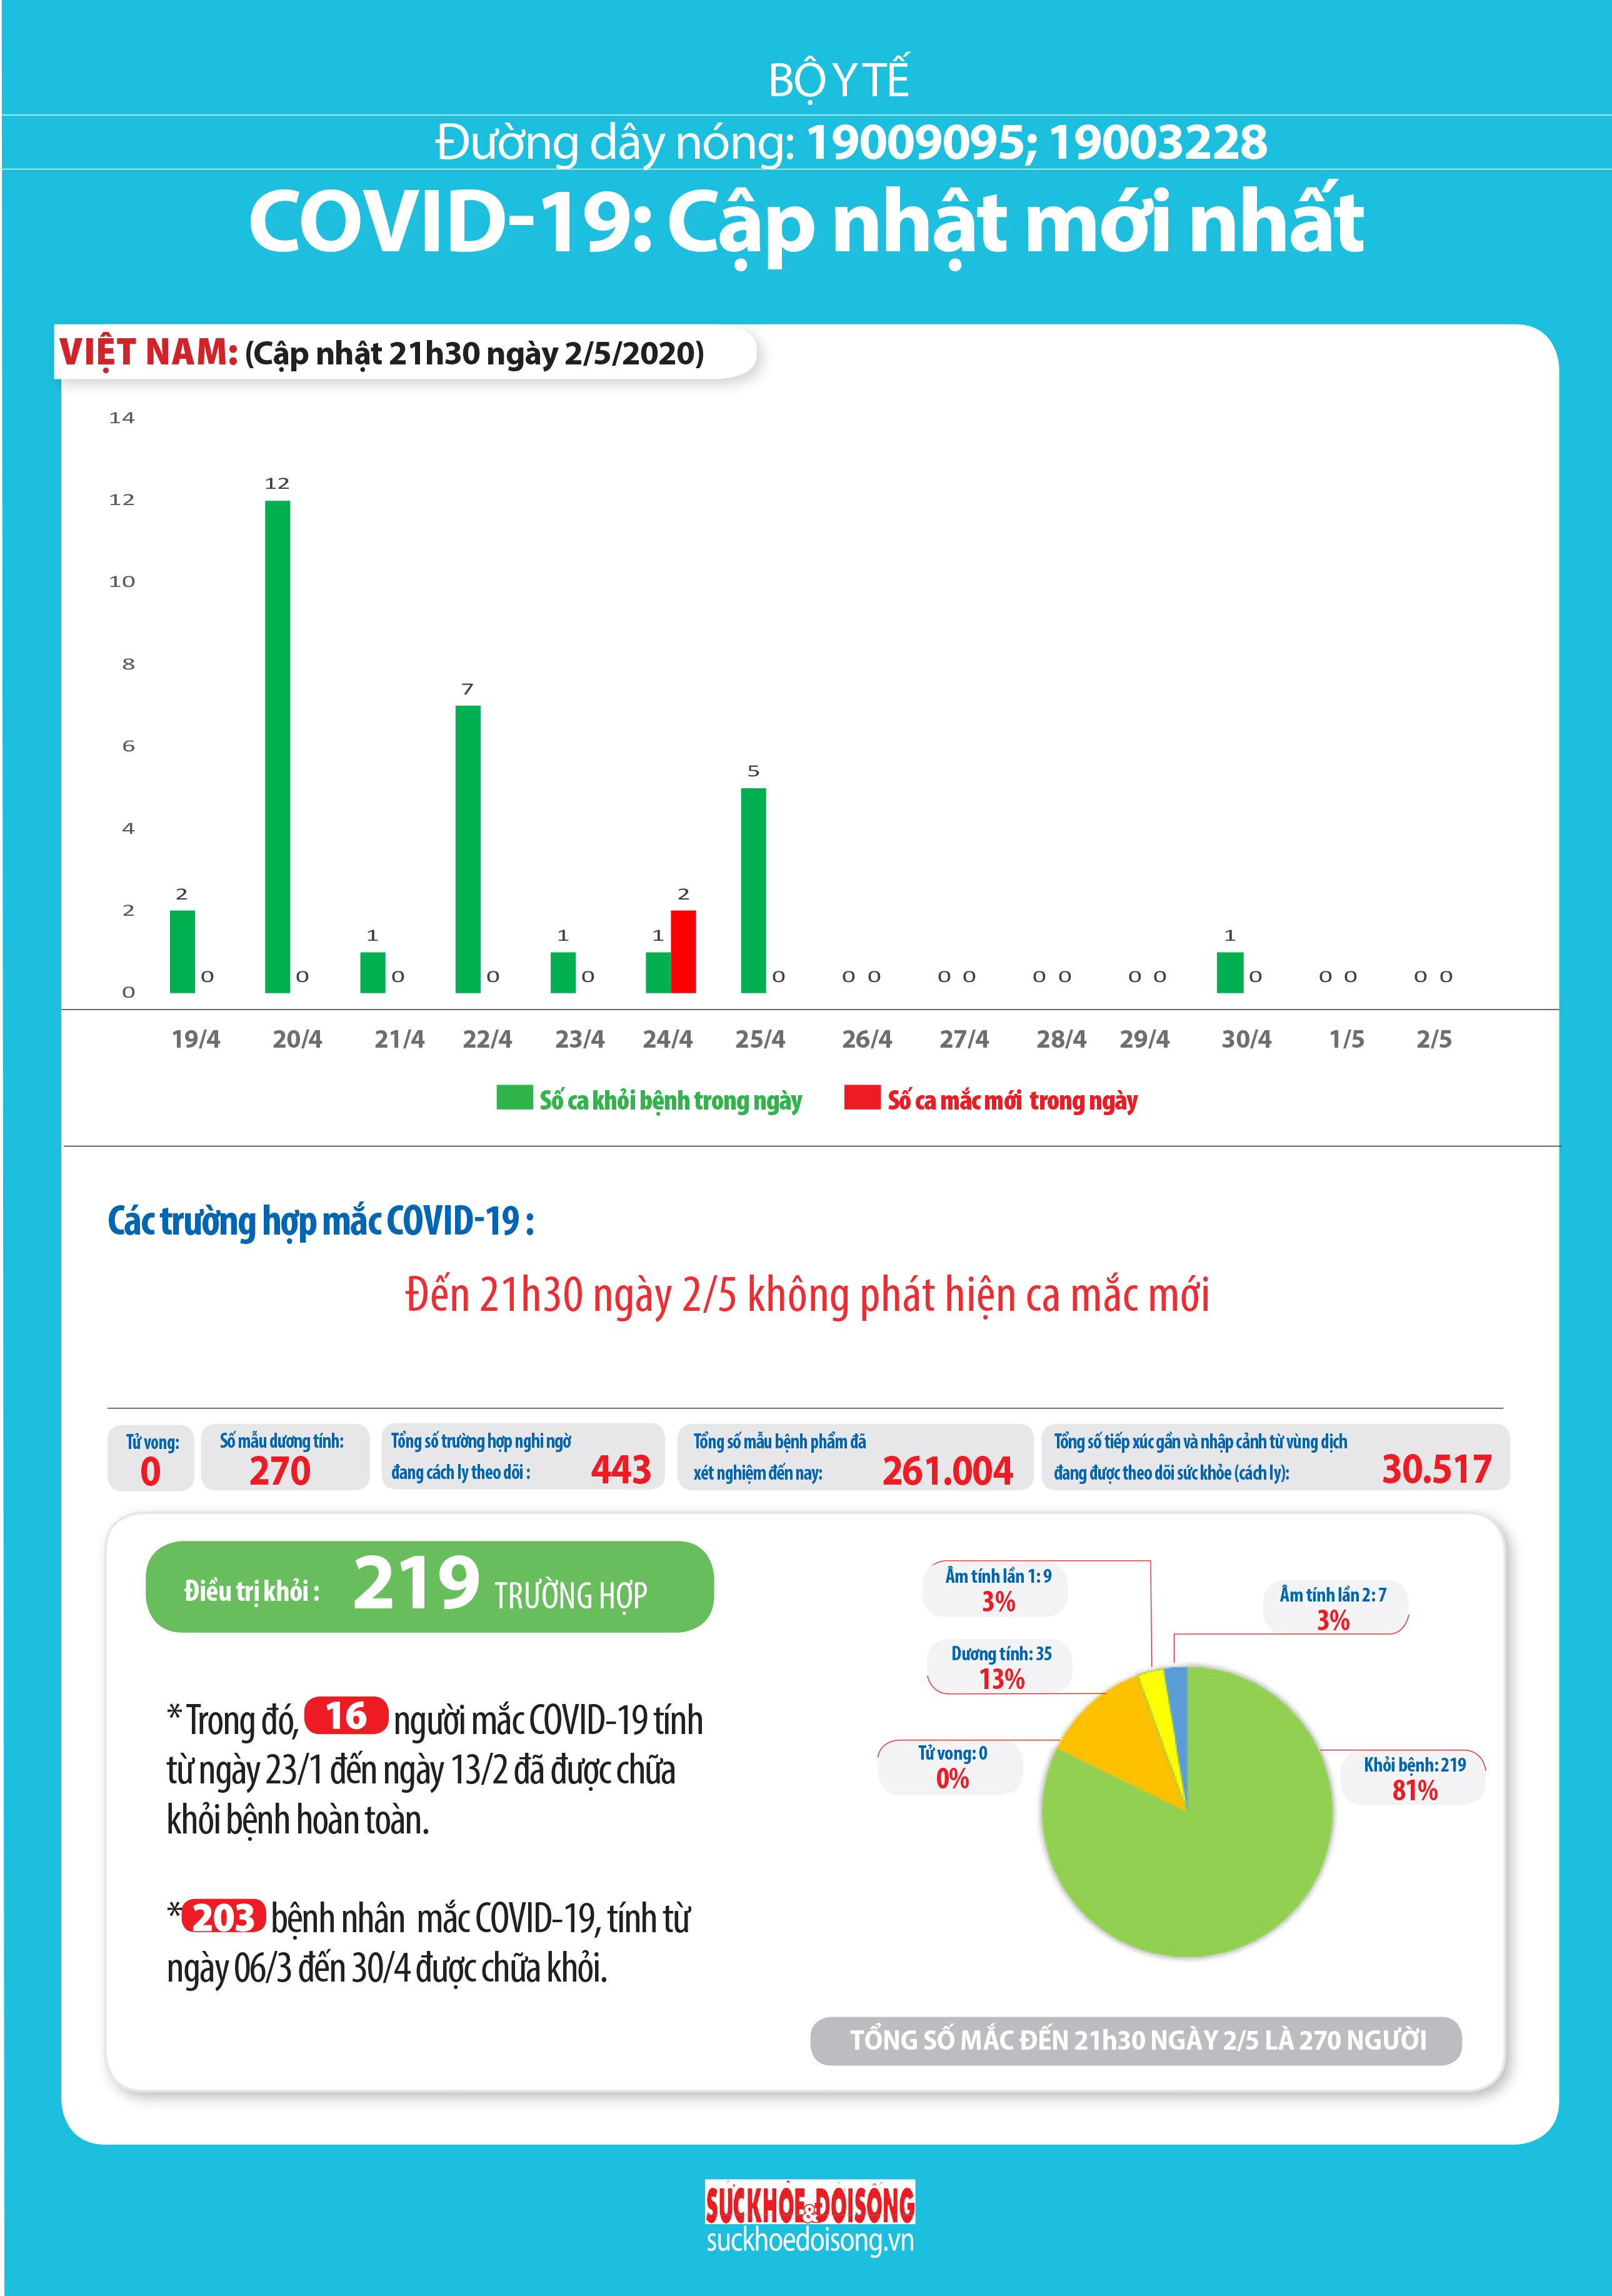 BỘ Y TẾ
Đường dây nóng: 19009095; 19003228
COVID-19: Cập nhật mới nhất
VIỆT NAM: (Cập nhật 21h30 ngày 2/5/2020)
14
12
10
8
6
4
2
0
2 0
12 0
1 0
7 0
1 0
1 2
5 0
0 0
0 0
0 0
0 0
1 0
0 0
0 0
19/4 20/4 21/4 22/4 23/4 24/4 25/4 26/4 27/4 28/4 29/4 30/4 1/5 2/5
Số ca khỏi bệnh trong ngày Số ca mắc mới trong ngày
Các trường hợp mắc COVID-19 :
Đến 21h30 ngày 2/5 không phát hiện ca mắc mới
Tử vong:
0
Số mẫu dương tính:
270
Tổng số trường hợp nghi ngờ
đang cách ly theo dõi : 443
Tổng số mẫu bệnh phẩm đã
xét nghiệm đến nay: 261.004
Tổng số tiếp xúc gần và nhập cảnh từ vùng dịch
đang được theo dõi sức khỏe (cách ly): 30.517
Điều trị khỏi : 219 TRƯỜNG HỢP
* Trong đó, 16 người mắc COVID-19 tính
từ ngày 23/1 đến ngày 13/2 đã được chữa
khỏi bệnh hoàn toàn.
* 203 bệnh nhân mắc COVID-19, tính từ
ngày 06/3 đến 30/4 được chữa khỏi.
Âm tính lần 1: 9
3%
Âm tính lần 2: 7
3%
Dương tính: 35
13%
Tử vong: 0
0%
Khỏi bệnh: 219
81%
TỔNG SỐ MẮC ĐẾN 21h30 NGÀY 2/5 LÀ 270 NGƯỜI
SỨCKHỎE&ĐỜISỐNG
suckhoedoisong.vn